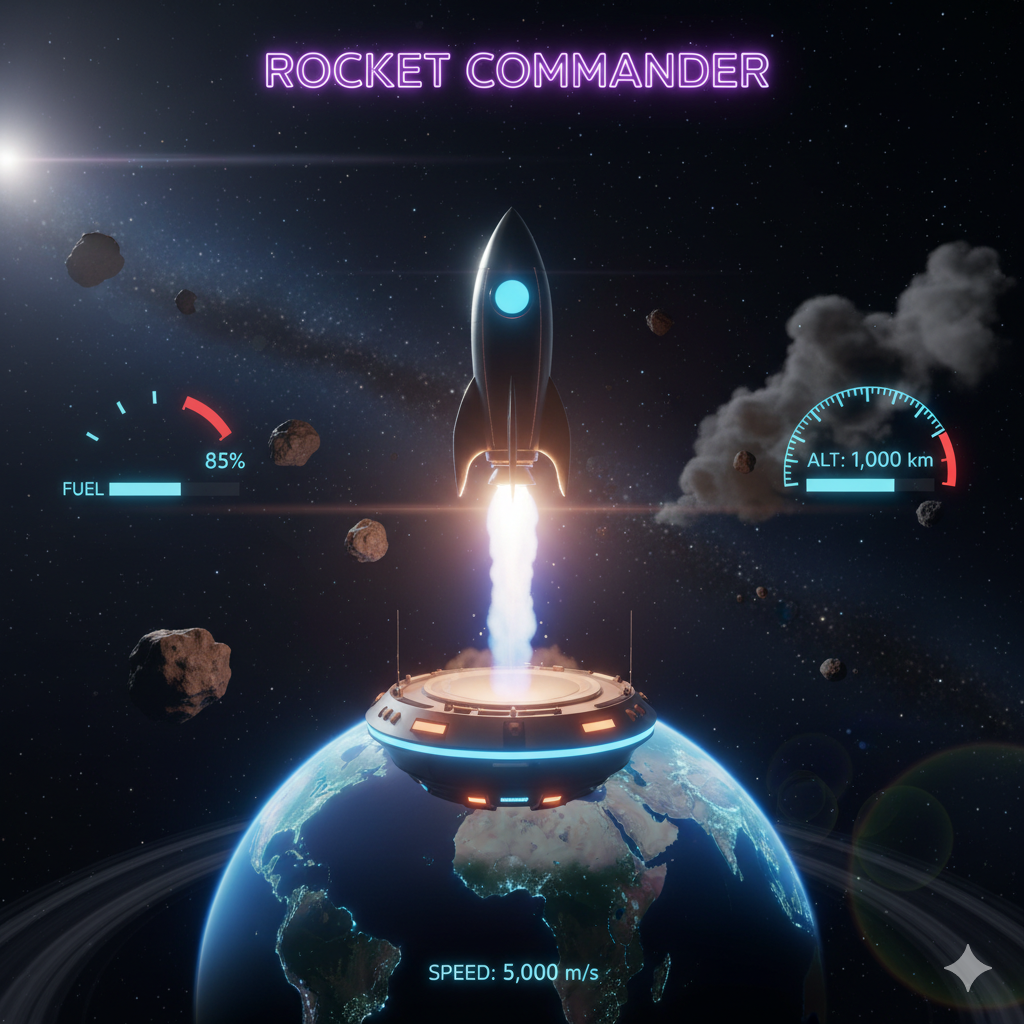 ROCKET COMMANDER
85%
FUEL
ALT: 1,000 km
SPEED: 5,000 m/s